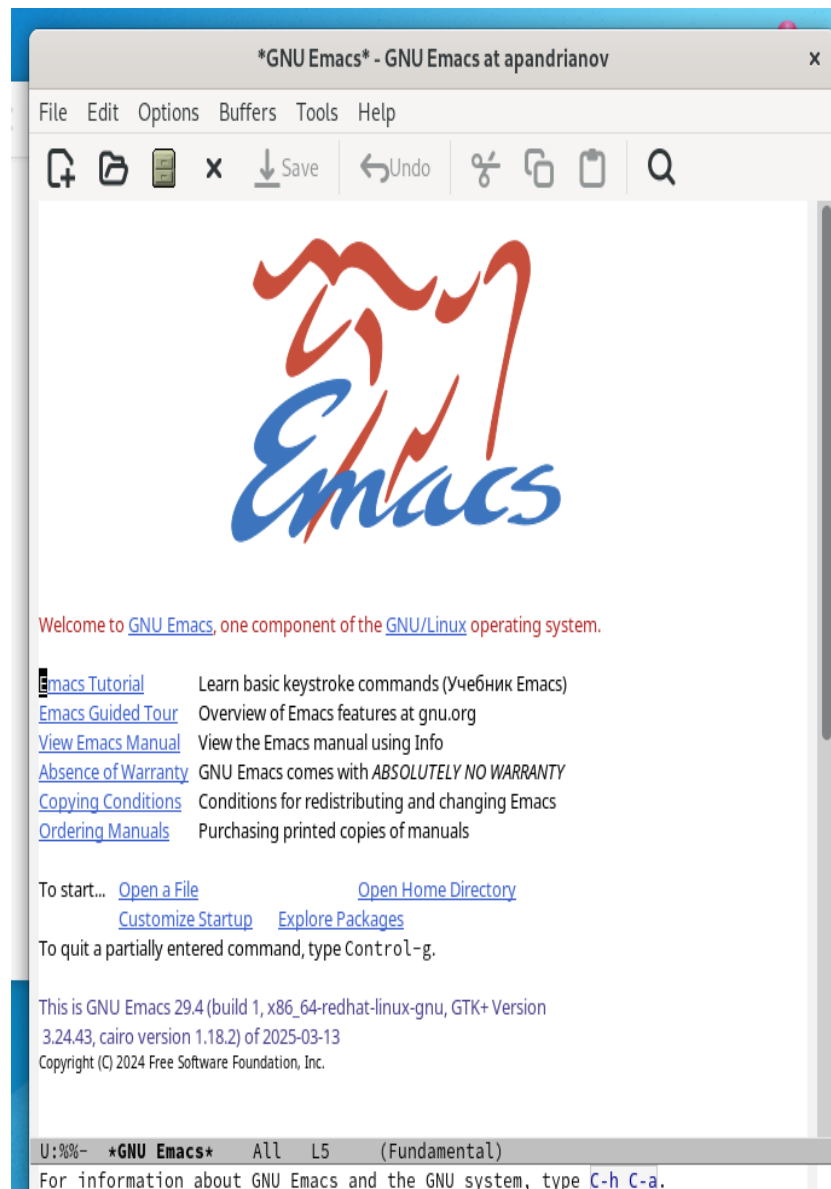 *GNU Emacs* - GNU Emacs at apandrianov
File Edit Options Buffers Tools Help
Save Undo
Emacs
Welcome to GNU Emacs, one component of the GNU/Linux operating system.
Emacs Tutorial Learn basic keystroke commands (Учебник Emacs)
Emacs Guided Tour Overview of Emacs features at gnu.org
View Emacs Manual View the Emacs manual using Info
Absence of Warranty GNU Emacs comes with ABSOLUTELY NO WARRANTY
Copying Conditions Conditions for redistributing and changing Emacs
Ordering Manuals Purchasing printed copies of manuals
To start... Open a File Open Home Directory
Customize Startup Explore Packages
To quit a partially entered command, type Control-g.
This is GNU Emacs 29.4 (build 1, x86_64-redhat-linux-gnu, GTK+ Version
3.24.43, cairo version 1.18.2) of 2025-03-13
Copyright (C) 2024 Free Software Foundation, Inc.
U:%%- *GNU Emacs* All L5 (Fundamental)
For information about GNU Emacs and the GNU system, type C-h C-a.